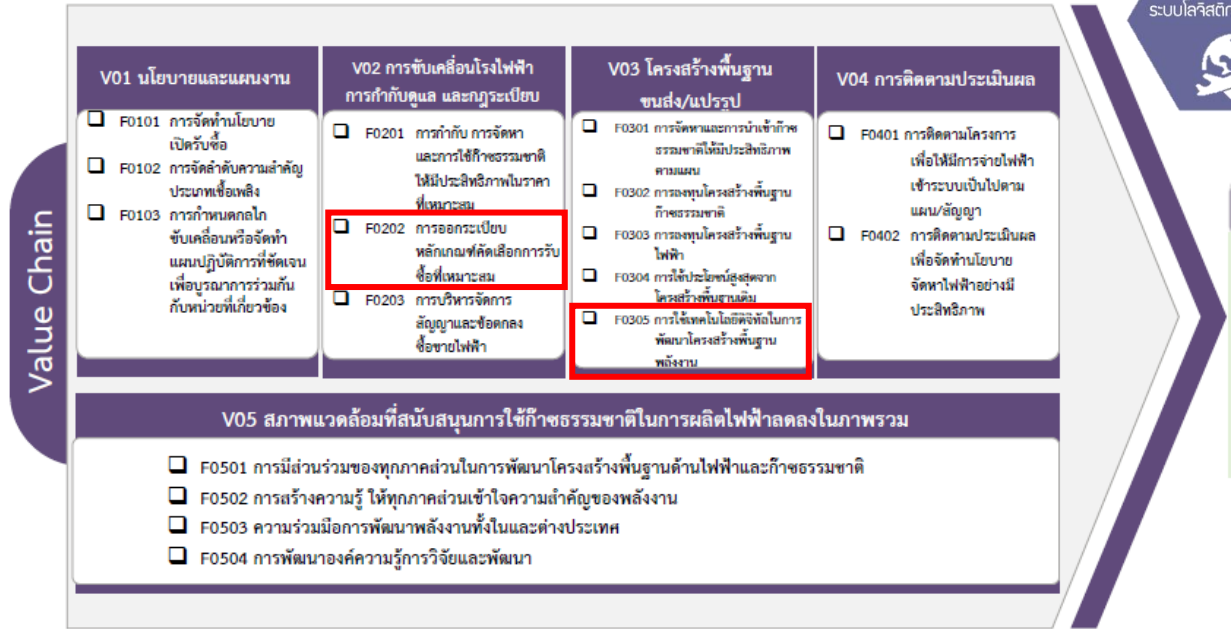 ระบบโลจิสติก
Value Chain
V01 นโยบายและแผนงาน
F0101 การจัดทำนโยบาย
เปิดรับซื้อ
F0102 การจัดลำดับความสำคัญ
ประเภทเชื้อเพลิง
F0103 การกำหนดกลไก
ขับเคลื่อนหรือจัดทำ
แผนปฏิบัติการที่ชัดเจน
เพื่อบูรณาการร่วมกัน
กับหน่วยที่เกี่ยวข้อง
V02 การขับเคลื่อนโรงไฟฟ้า
การกำกับดูแล และกฎระเบียบ
F0201 การกำกับ การจัดหา
และการใช้ก๊าซธรรมชาติ
ให้มีประสิทธิภาพในราคา
ที่เหมาะสม
F0202 การออกระเบียบ
หลักเกณฑ์คัดเลือกการรับ
ซื้อที่เหมาะสม
F0203 การบริหารจัดการ
สัญญาและข้อตกลง
ซื้อขายไฟฟ้า
V03 โครงสร้างพื้นฐาน
ขนส่ง/แปรรูป
F0301 การจัดหาและการนำเข้าก๊าซ
ธรรมชาติให้มีประสิทธิภาพ
ตามแผน
F0302 การลงทุนโครงสร้างพื้นฐาน
ก๊าซธรรมชาติ
F0303 การลงทุนโครงสร้างพื้นฐาน
ไฟฟ้า
F0304 การใช้ประโยชน์สูงสุดจาก
โครงสร้างพื้นฐานเดิม
F0305 การใช้เทคโนโลยีดิจิทัลในการ
พัฒนาโครงสร้างพื้นฐาน
พลังงาน
V04 การติดตามประเมินผล
F0401 การติดตามโครงการ
เพื่อให้มีการจ่ายไฟฟ้า
เข้าระบบเป็นไปตาม
แผน/สัญญา
F0402 การติดตามประเมินผล
เพื่อจัดทำนโยบาย
จัดหาไฟฟ้าอย่างมี
ประสิทธิภาพ
V05 สภาพแวดล้อมที่สนับสนุนการใช้ก๊าซธรรมชาติในการผลิตไฟฟ้าลดลงในภาพรวม
F0501 การมีส่วนร่วมของทุกภาคส่วนในการพัฒนาโครงสร้างพื้นฐานด้านไฟฟ้าและก๊าซธรรมชาติ
F0502 การสร้างความรู้ ให้ทุกภาคส่วนเข้าใจความสำคัญของพลังงาน
F0503 ความร่วมมือการพัฒนาพลังงานทั้งในและต่างประเทศ
F0504 การพัฒนาองค์ความรู้การวิจัยและพัฒนา